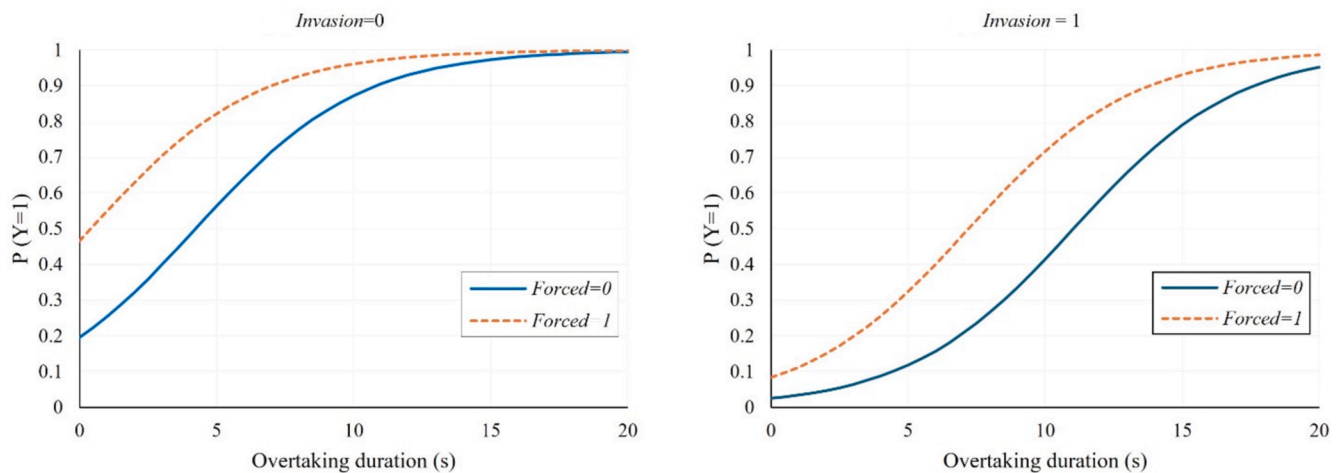 Invasion=0
1
0.9
0.8
0.7
0.6
0.5
0.4
0.3
0.2
0.1
0
P (Y=1)
Forced=0
Forced=1
0 5 10 15 20
Overtaking duration (s)
Invasion = 1
1
0.9
0.8
0.7
0.6
0.5
0.4
0.3
0.2
0.1
0
P (Y=1)
Forced=0
Forced=1
0 5 10 15 20
Overtaking duration (s)